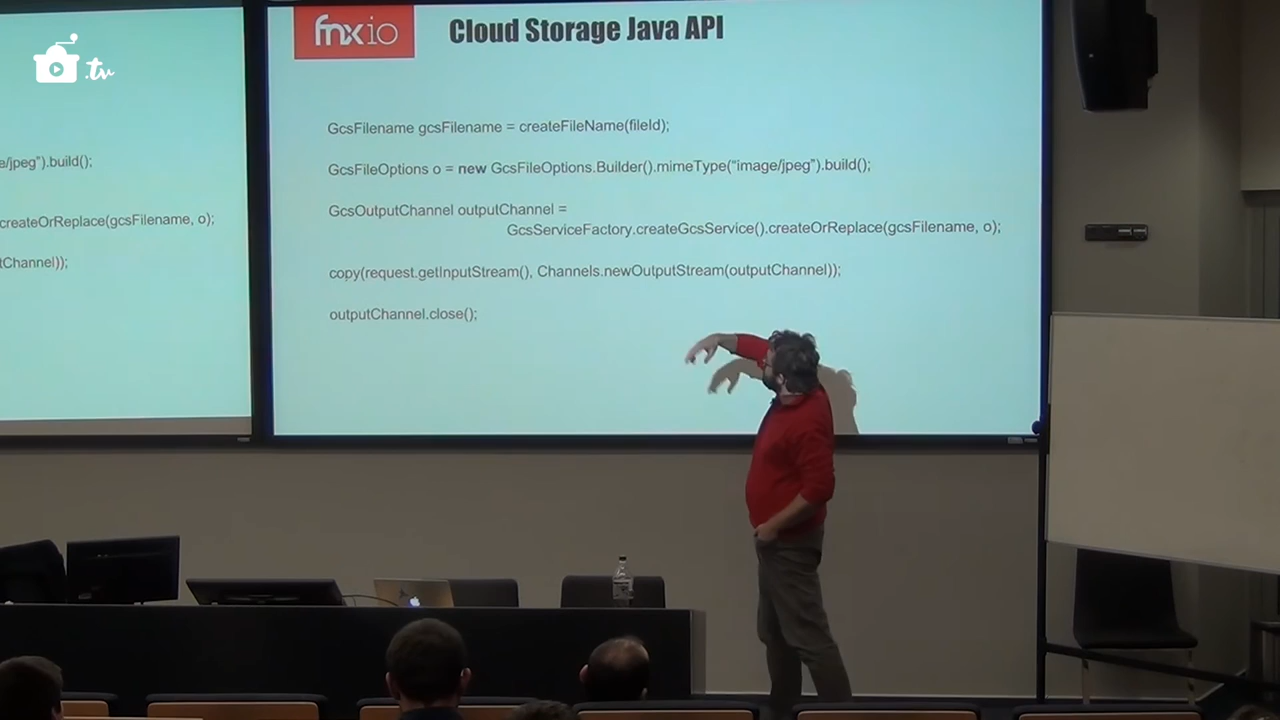 .tv
fnxio
Cloud Storage Java API
GcsFilename gcsFilename = createFileName(fileId);
GcsFileOptions o = new GcsFileOptions.Builder().mimeType(“image/jpeg”).build();
GcsOutputChannel outputChannel =
GcsServiceFactory.createGcsService().createOrReplace(gcsFilename, o);
copy(request.getInputStream(), Channels.newOutputStream(outputChannel));
outputChannel.close();
e/jpeg”).build();
createOrReplace(gcsFilename, o);
tChannel));